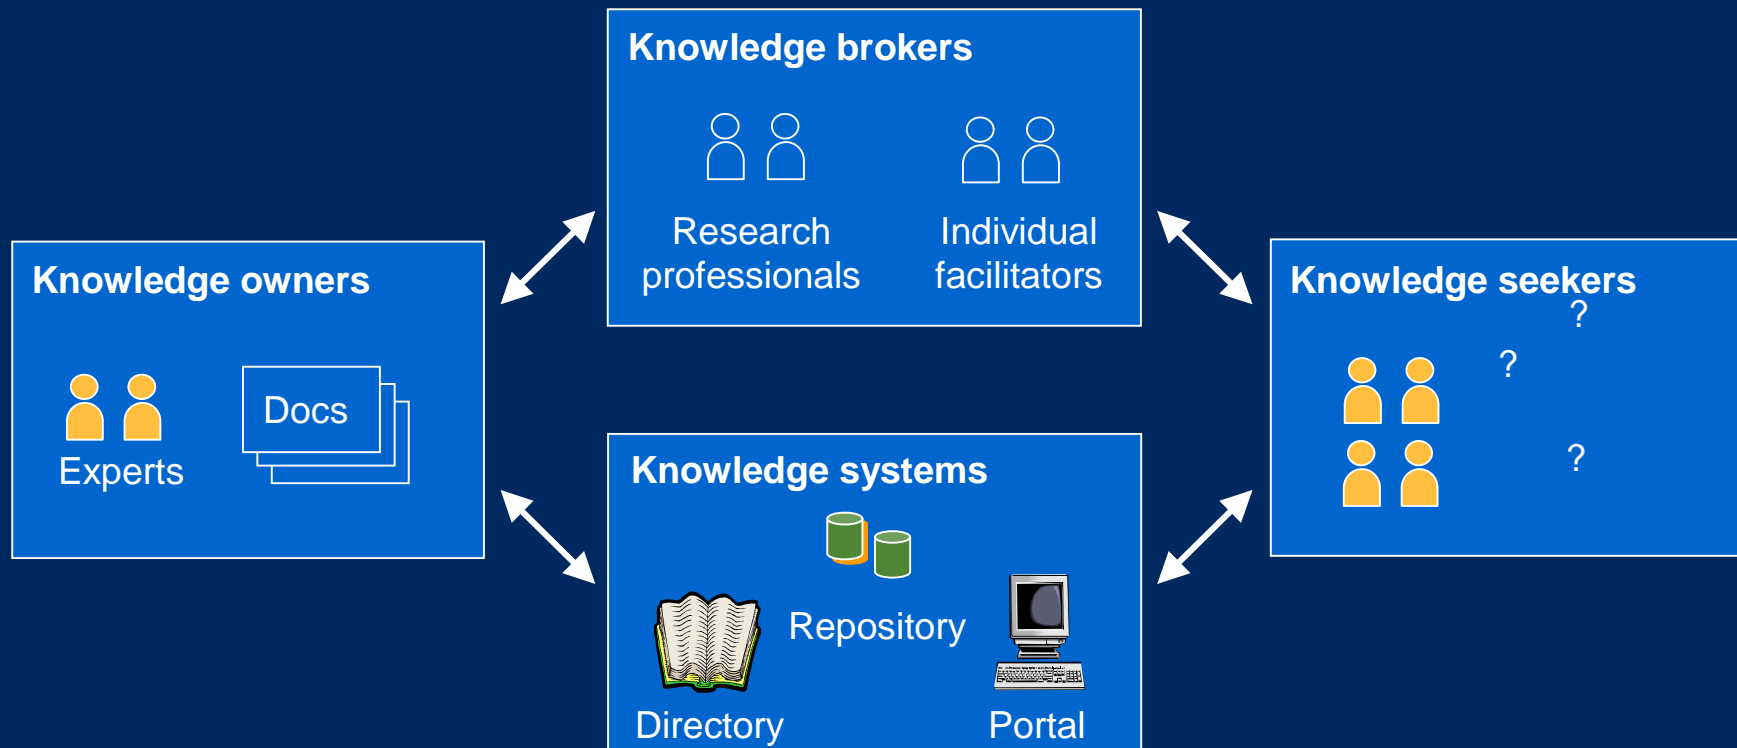 Knowledge brokers
Research
professionals
Individual
facilitators
Knowledge owners
Docs
Experts
Knowledge seekers
?
?
?
Knowledge systems
Repository
Directory
Portal